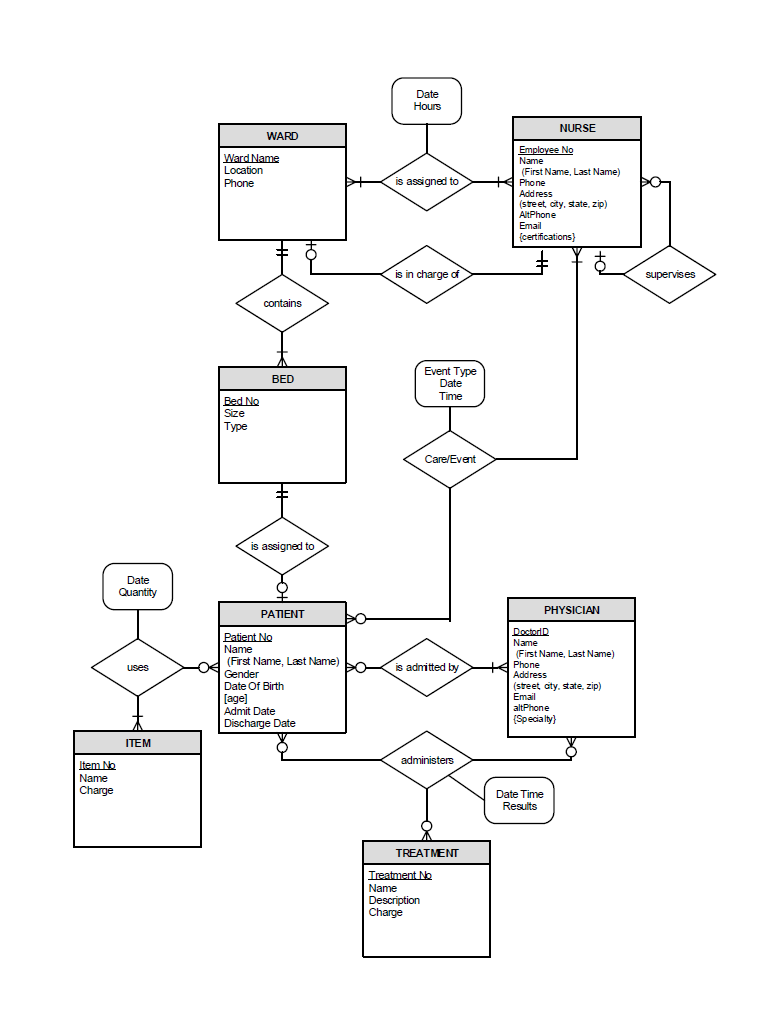 Date
Hours
WARD
Ward Name
Location
Phone
is assigned to
NURSE
Employee No
Name
(First Name, Last Name)
Phone
Address
(street, city, state, zip)
AltPhone
Email
{certifications}
is in charge of
supervises
contains
BED
Bed No
Size
Type
Event Type
Date
Time
Care/Event
is assigned to
Date
Quantity
uses
PATIENT
Patient No
Name
(First Name, Last Name)
Gender
Date Of Birth
[age]
Admit Date
Discharge Date
is admitted by
PHYSICIAN
DoctorID
Name
(First Name, Last Name)
Phone
Address
(street, city, state, zip)
Email
altPhone
{Specialty}
ITEM
Item No
Name
Charge
administers
Date Time
Results
TREATMENT
Treatment No
Name
Description
Charge